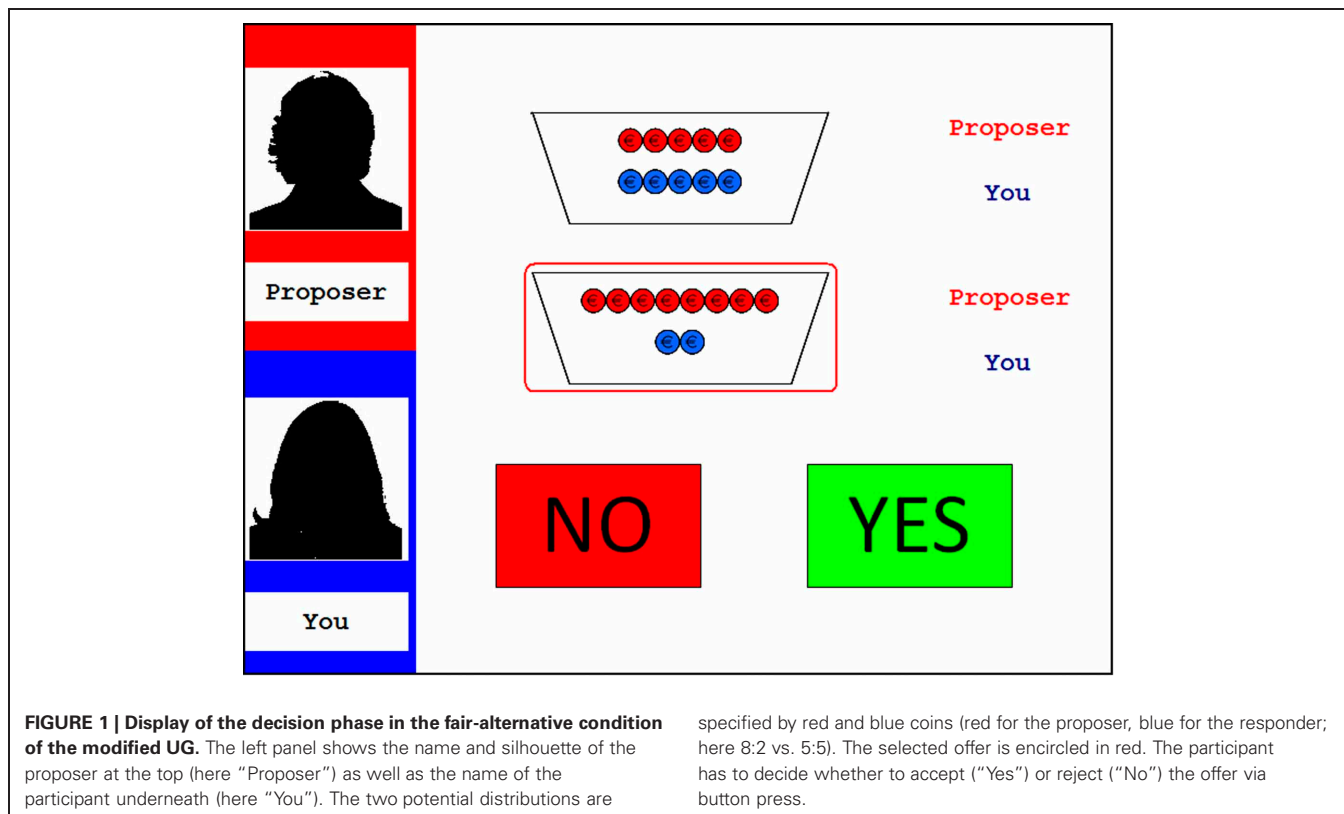 Proposer
You
€€€€€
€€€€€
Proposer
You
€€€€€€€€
€€
Proposer
You
NO
YES
FIGURE 1 | Display of the decision phase in the fair-alternative condition
of the modified UG. The left panel shows the name and silhouette of the
proposer at the top (here “Proposer”) as well as the name of the
participant underneath (here “You”). The two potential distributions are
specified by red and blue coins (red for the proposer, blue for the responder;
here 8:2 vs. 5:5). The selected offer is encircled in red. The participant
has to decide whether to accept (“Yes”) or reject (“No”) the offer via
button press.